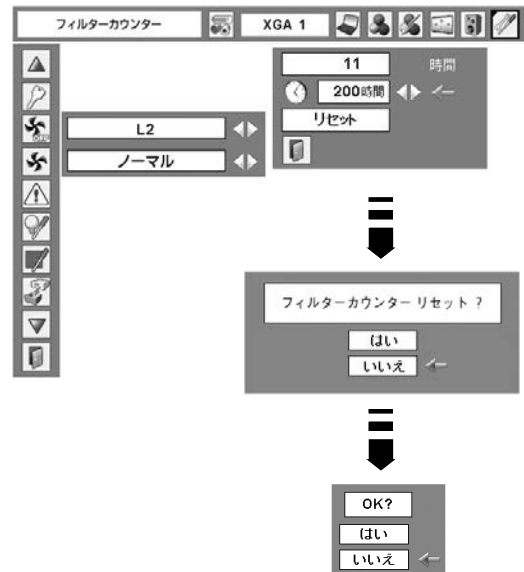 フィルターカウンター
XGA 1
11 時間
200時間
リセット
L2
ノーマル
フィルターカウンター リセット ?
はい
いいえ
OK?
はい
いいえ